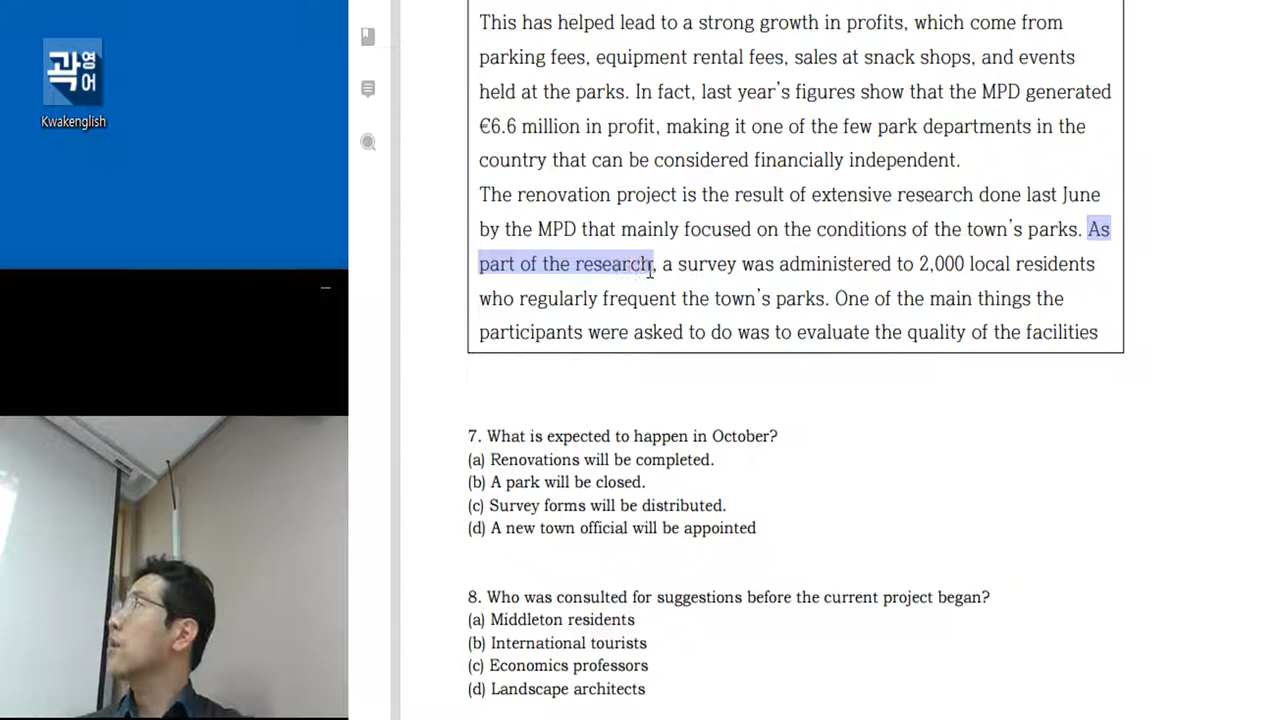 곽영어
Kwakenglish
This has helped lead to a strong growth in profits, which come from
parking fees, equipment rental fees, sales at snack shops, and events
held at the parks. In fact, last year's figures show that the MPD generated
€6.6 million in profit, making it one of the few park departments in the
country that can be considered financially independent.
The renovation project is the result of extensive research done last June
by the MPD that mainly focused on the conditions of the town's parks. As
part of the research, a survey was administered to 2,000 local residents
who regularly frequent the town's parks. One of the main things the
participants were asked to do was to evaluate the quality of the facilities
7. What is expected to happen in October?
(a) Renovations will be completed.
(b) A park will be closed.
(c) Survey forms will be distributed.
(d) A new town official will be appointed
8. Who was consulted for suggestions before the current project began?
(a) Middleton residents
(b) International tourists
(c) Economics professors
(d) Landscape architects